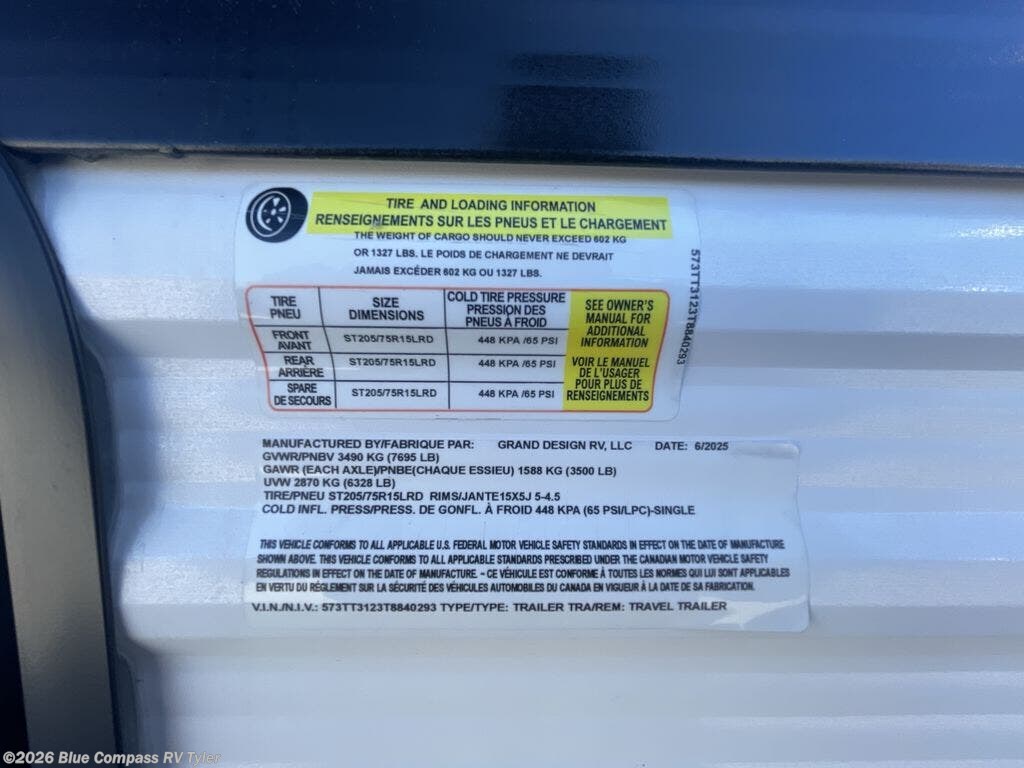 TIRE AND LOADING INFORMATION
RENSEIGNEMENTS SUR LES PNEUS ET LE CHARGEMENT
THE WEIGHT OF CARGO SHOULD NEVER EXCEED 602 KG
OR 1327 LBS. LE POIDS DE CHARGEMENT NE DEVRAIT
JAMAIS EXCÉDER 602 KG OU 1327 LBS.
573TT3123T8840293
TIRE
PNEU
SIZE
DIMENSIONS
COLD TIRE PRESSURE
PRESSION DES
PNEUS À FROID
FRONT
AVANT
ST205/75R15LRD
448 KPA /65 PSI
REAR
ARRIÈRE
ST205/75R15LRD
448 KPA /65 PSI
SPARE
DE SECOURS
ST205/75R15LRD
448 KPA /65 PSI
SEE OWNER'S
MANUAL FOR
ADDITIONAL
INFORMATION
VOIR LE MANUEL
DE L'USAGER
POUR PLUS DE
RENSEIGNEMENTS
MANUFACTURED BY/FABRIQUE PAR: GRAND DESIGN RV, LLC DATE: 6/2025
GVWR/PNBV 3490 KG (7695 LB)
GAWR (EACH AXLE)/PNBE(CHAQUE ESSIEU) 1588 KG (3500 LB)
UVW 2870 KG (6328 LB)
TIRE/PNEU ST205/75R15LRD RIMS/JANTE15X5J 5-4.5
COLD INFL. PRESS/PRESS. DE GONFL. À FROID 448 KPA (65 PSI/LPC)-SINGLE
THIS VEHICLE CONFORMS TO ALL APPLICABLE U.S. FEDERAL MOTOR VEHICLE SAFETY STANDARDS IN EFFECT ON THE DATE OF MANUFACTURE
SHOWN ABOVE. THIS VEHICLE CONFORMS TO ALL APPLICABLE STANDARDS PRESCRIBED UNDER THE CANADIAN MOTOR VEHICLE SAFETY
REGULATIONS IN EFFECT ON THE DATE OF MANUFACTURE. - CE VÉHICULE EST CONFORME À TOUTES LES NORMES QUI LUI SONT APPLICABLES
EN VERTU DU RÉGLEMENT SUR LA SÉCURITÉ DES VÉHICULES AUTOMOBILES DU CANADA EN VIGUEUR À LA DATE DE SA FABRICATION.
V.I.N./N.I.V.: 573TT3123T8840293 TYPE/TYPE: TRAILER TRA/REM: TRAVEL TRAILER
©2026 Blue Compass RV Tyler